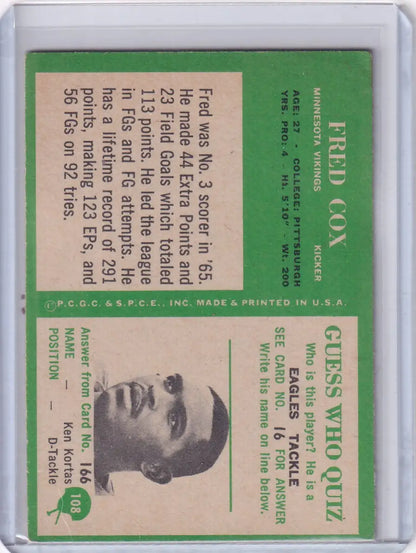 FRED COX
MINNESOTA VIKINGS KICKER
AGE: 27 - COLLEGE: PITTSBURGH
YRS. PRO: 4 - Ht. 5'10" - Wt. 200
Fred was No. 3 scorer in '65.
He made 44 Extra Points and
23 Field Goals which totaled
113 points. He led the league
in FGs and FG attempts. He
has a lifetime record of 291
points, making 123 EPs, and
56 FGs on 92 tries.
©P.C.G.C. & S.P.C.E., INC. MADE & PRINTED IN U.S.A.
GUESS WHO QUIZ
Who is this player? He is a
EAGLES TACKLE
SEE CARD NO. 16 FOR ANSWER
Write his name on line below.
Answer from Card No. 166
NAME — Ken Kortas
POSITION — D-Tackle
108